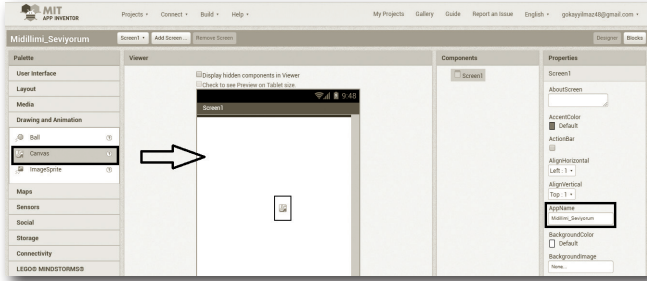 MIT
APP INVENTOR
Projects Connect Build Help
My Projects Gallery Guide Report an Issue English gokayyilmaz48@gmail.com
Midillimi_Seviyorum
Screen1 Add Screen ... Remove Screen
Designer Blocks
Palette
User Interface
Layout
Media
Drawing and Animation
Ball
Canvas
ImageSprite
Maps
Sensors
Social
Storage
Connectivity
LEGO® MINDSTORMS®
Viewer
Display hidden components in Viewer
Check to see Preview on Tablet size.
9:48
Screen1
Components
Screen1
Properties
Screen1
AboutScreen
AccentColor
Default
ActionBar
AlignHorizontal
Left : 1
AlignVertical
Top : 1
AppName
Midillimi_Seviyorum
BackgroundColor
Default
BackgroundImage
None...